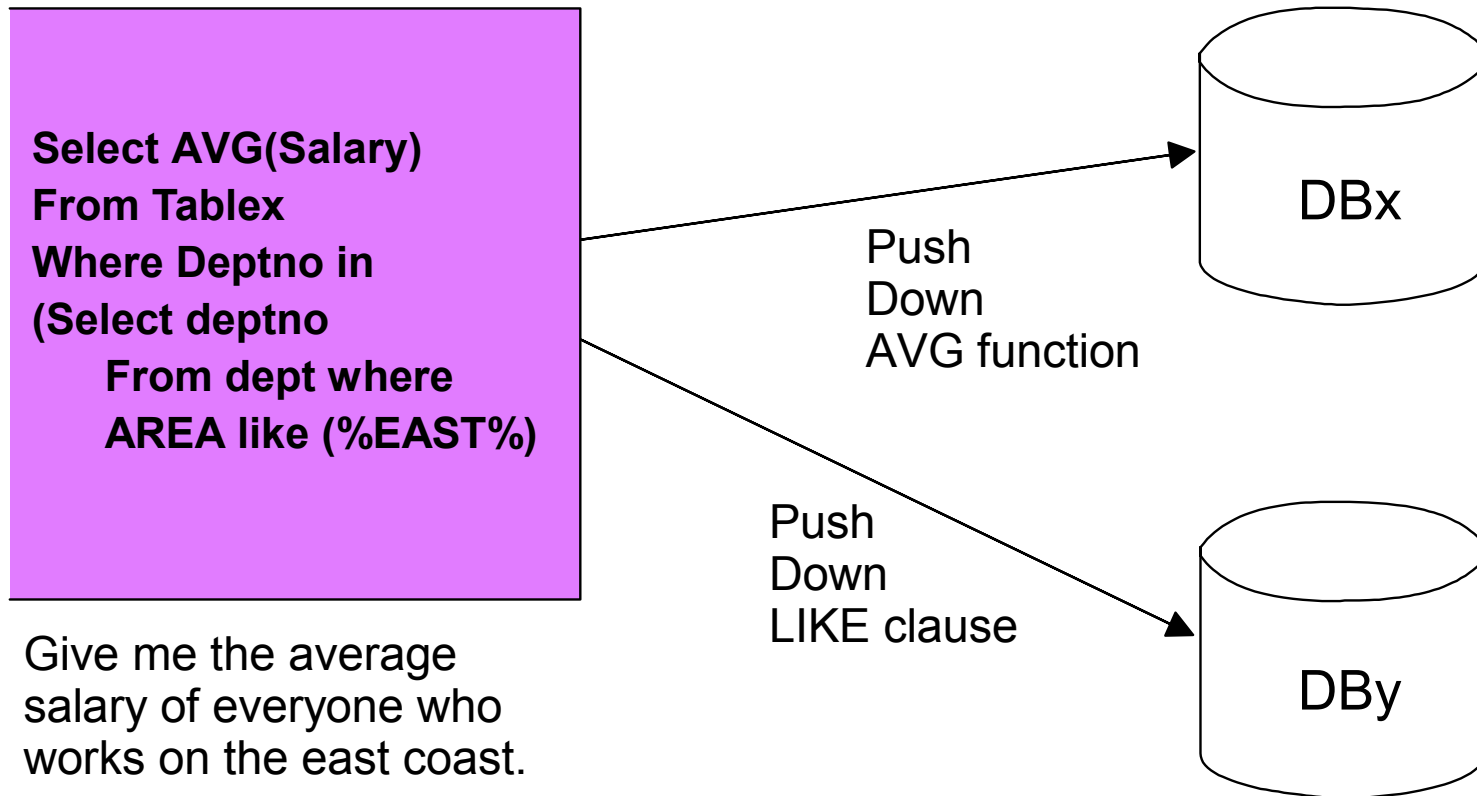 Select AVG(Salary)
From Tablex
Where Deptno in
(Select deptno
From dept where
AREA like (%EAST%)
Give me the average
salary of everyone who
works on the east coast.
Push
Down
AVG function
Push
Down
LIKE clause
DBx
DBy